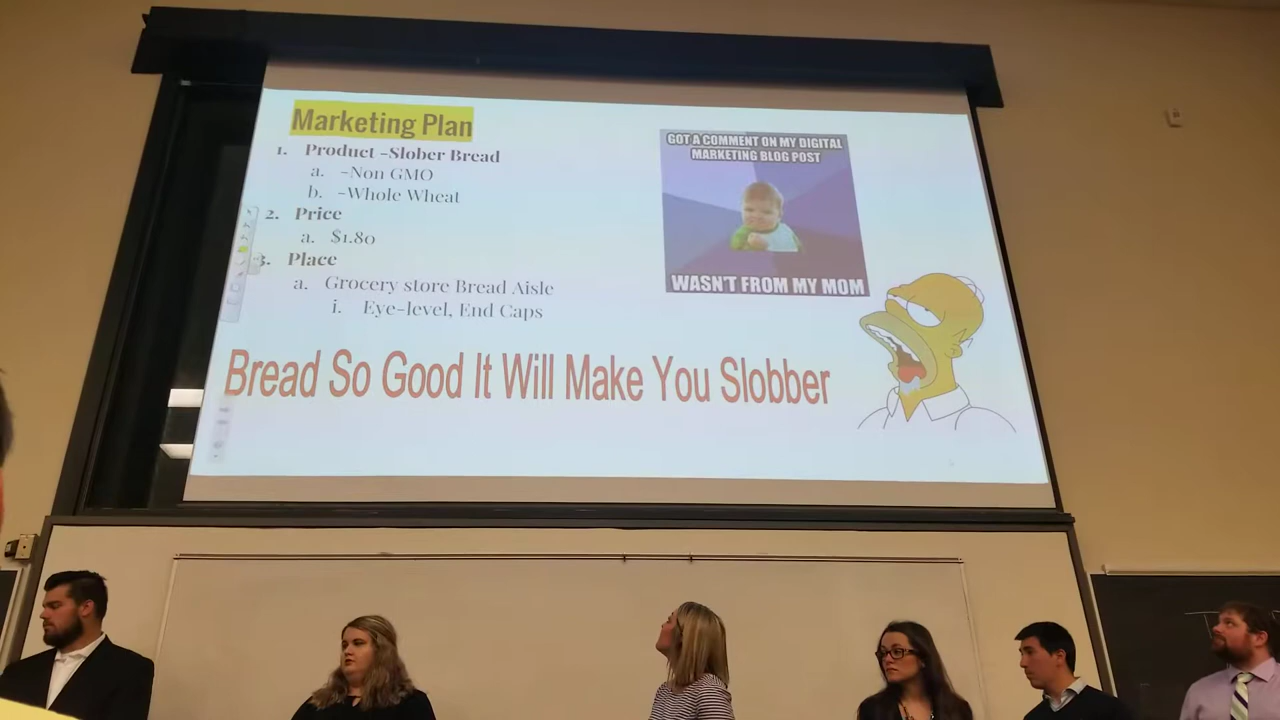 Marketing Plan
1. Product -Slober Bread
a. -Non GMO
b. -Whole Wheat
2. Price
a. $1.80
3. Place
a. Grocery store Bread Aisle
i. Eye-level, End Caps
GOT A COMMENT ON MY DIGITAL
MARKETING BLOG POST
WASN'T FROM MY MOM
Bread So Good It Will Make You Slobber